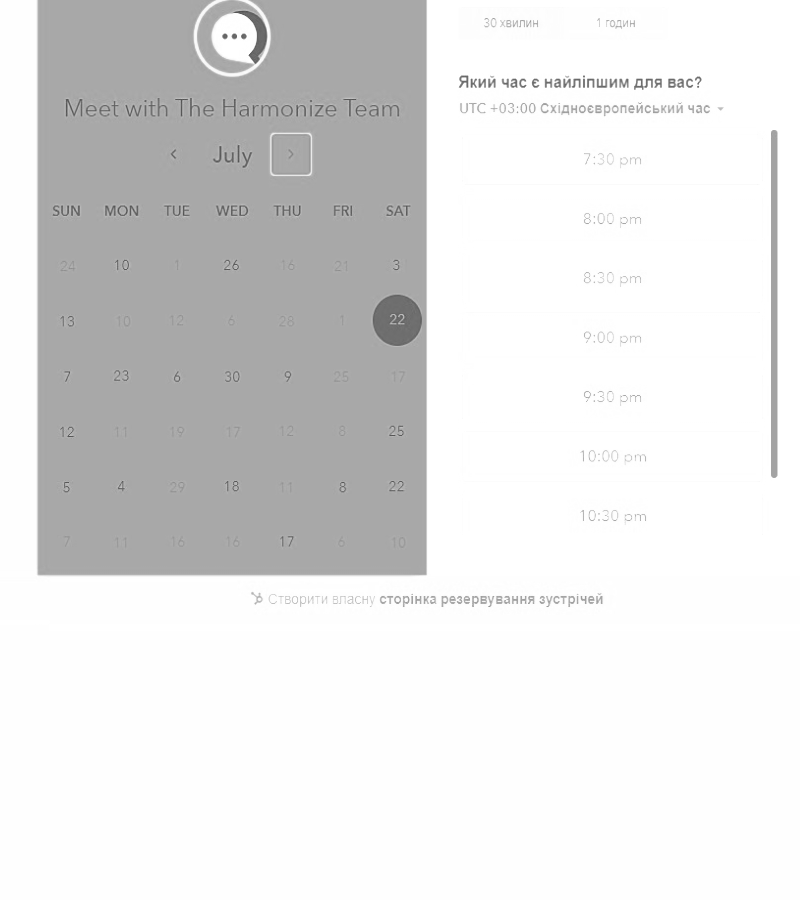 Meet with The Harmonize Team
July
SUN MON TUE WED THU FRI SAT
24 10 1 26 16 21 3
13 10 12 6 28 1 22
7 23 6 30 9 25 17
12 11 19 17 12 8 25
5 4 29 18 11 8 22
7 11 16 16 17 6 10
30 хвилин 1 годин
Який час є найліпшим для вас?
UTC +03:00 Східноєвропейський час
7:30 pm
8:00 pm
8:30 pm
9:00 pm
9:30 pm
10:00 pm
10:30 pm
Створити власну сторінка резервування зустрічей